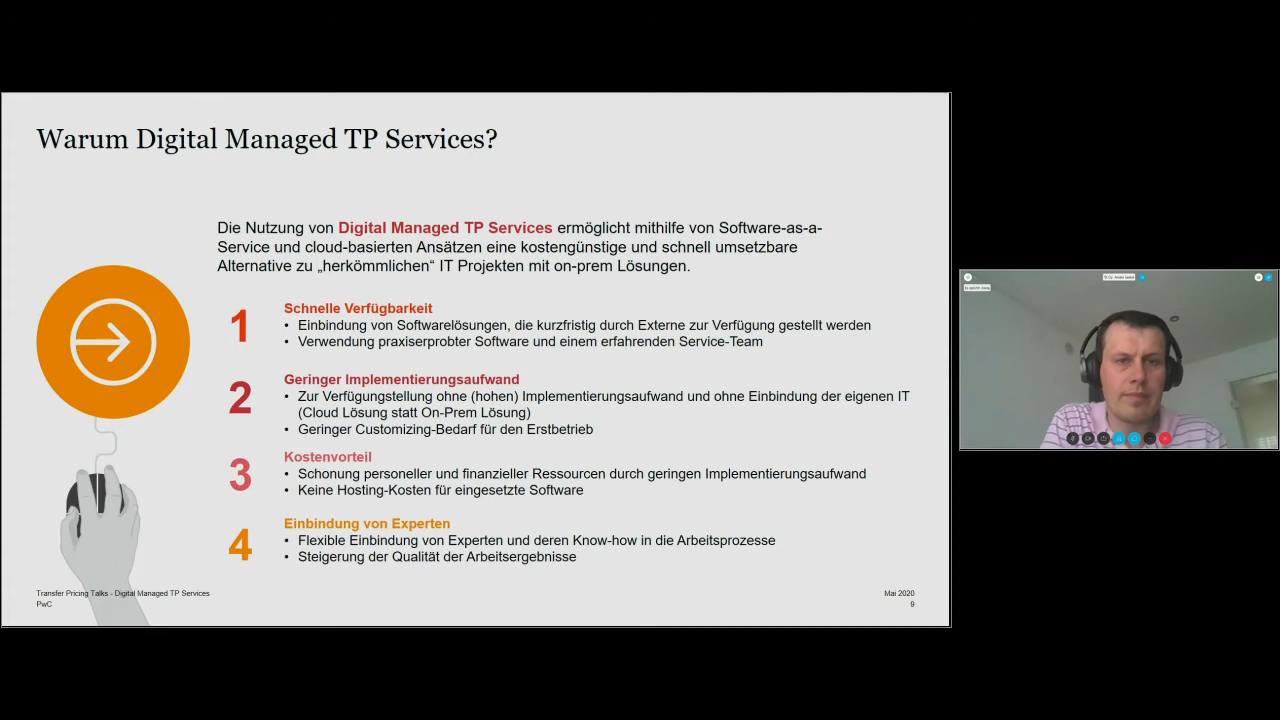 Warum Digital Managed TP Services?
Die Nutzung von Digital Managed TP Services ermöglicht mithilfe von Software-as-a-
Service und cloud-basierten Ansätzen eine kostengünstige und schnell umsetzbare
Alternative zu „herkömmlichen“ IT Projekten mit on-prem Lösungen.
1
Schnelle Verfügbarkeit
• Einbindung von Softwarelösungen, die kurzfristig durch Externe zur Verfügung gestellt werden
• Verwendung praxiserprobter Software und einem erfahrenden Service-Team
2
Geringer Implementierungsaufwand
• Zur Verfügungstellung ohne (hohen) Implementierungsaufwand und ohne Einbindung der eigenen IT
(Cloud Lösung statt On-Prem Lösung)
• Geringer Customizing-Bedarf für den Erstbetrieb
3
Kostenvorteil
• Schonung personeller und finanzieller Ressourcen durch geringen Implementierungsaufwand
• Keine Hosting-Kosten für eingesetzte Software
4
Einbindung von Experten
• Flexible Einbindung von Experten und deren Know-how in die Arbeitsprozesse
• Steigerung der Qualität der Arbeitsergebnisse
Transfer Pricing Talks - Digital Managed TP Services
PwC
Mai 2020
9